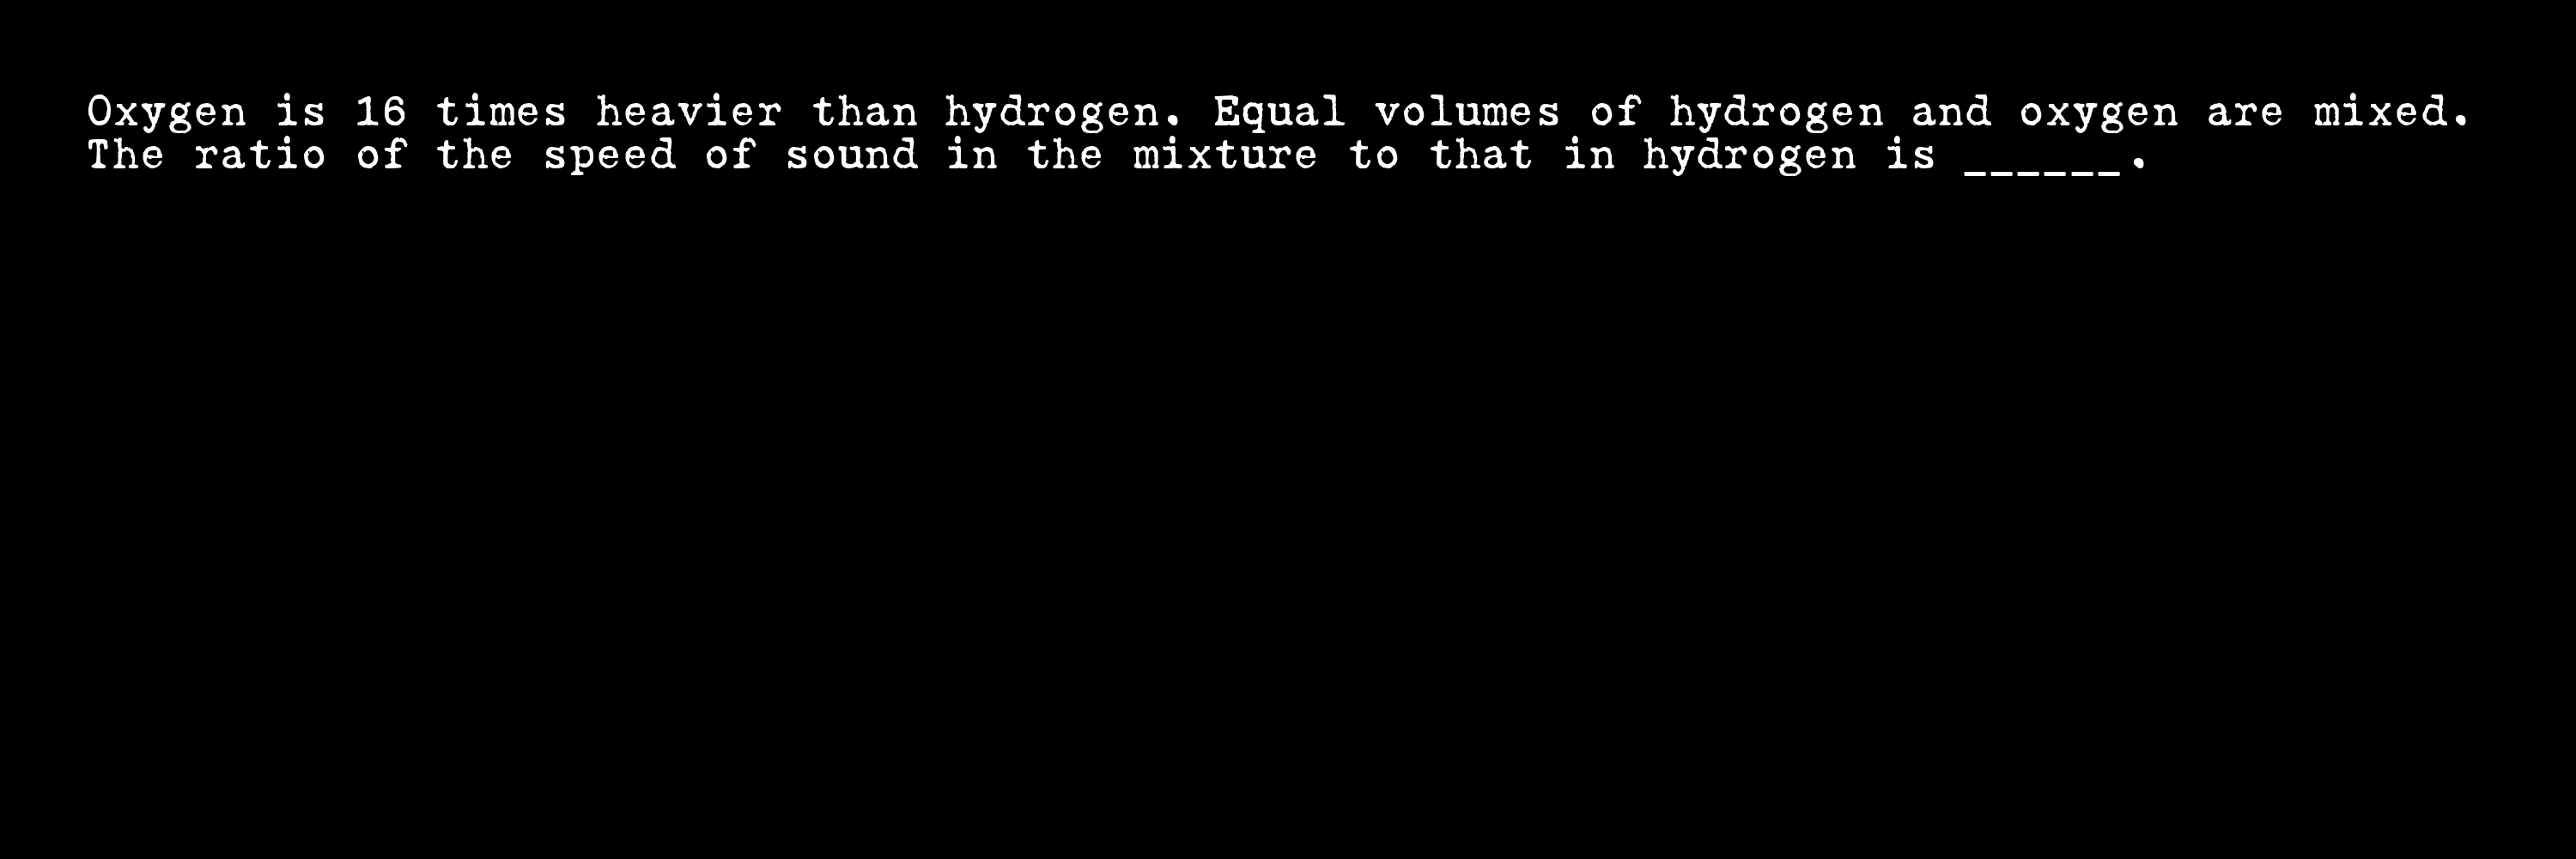 Oxygen is 16 times heavier than hydrogen. Equal volumes of hydrogen and oxygen are mixed.
The ratio of the speed of sound in the mixture to that in hydrogen is ______.